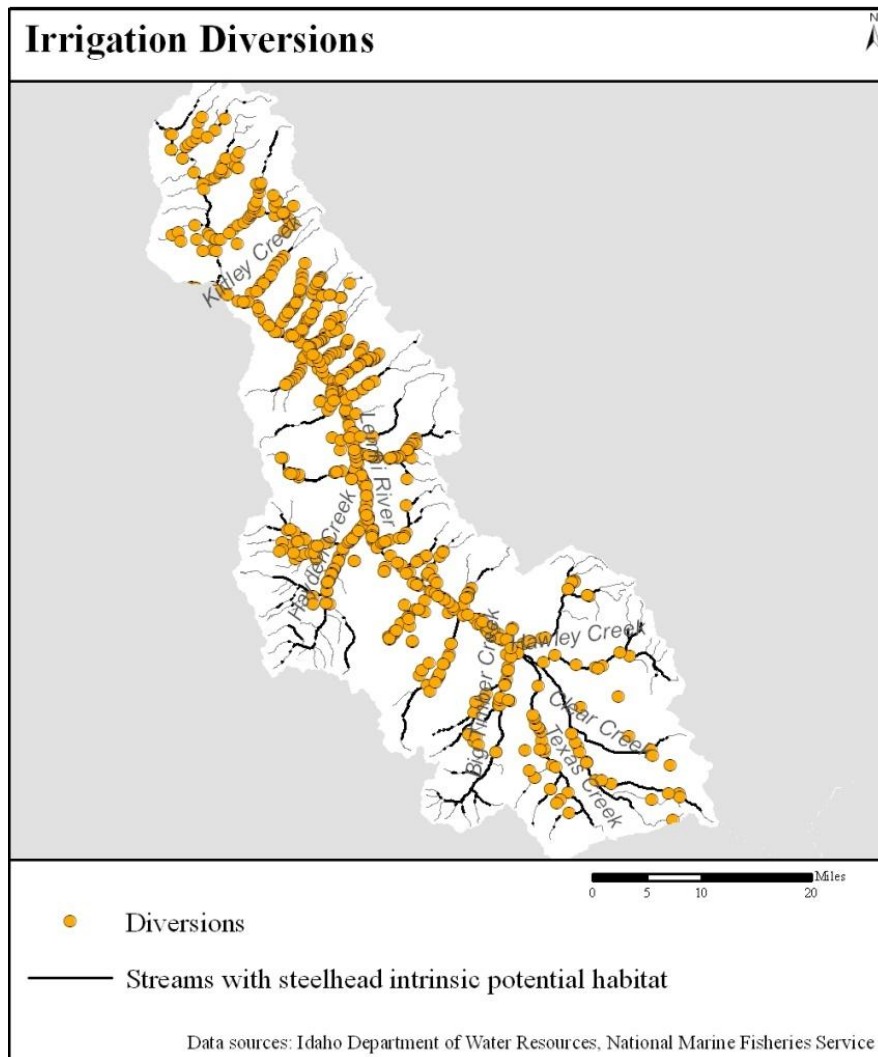 Irrigation Diversions
N
Kirtley Creek
Lemhi River
Hayden Creek
Hawley Creek
Big Timber Creek
Clear Creek
Texas Creek
Miles
0 5 10 20
Diversions
Streams with steelhead intrinsic potential habitat
Data sources: Idaho Department of Water Resources, National Marine Fisheries Service